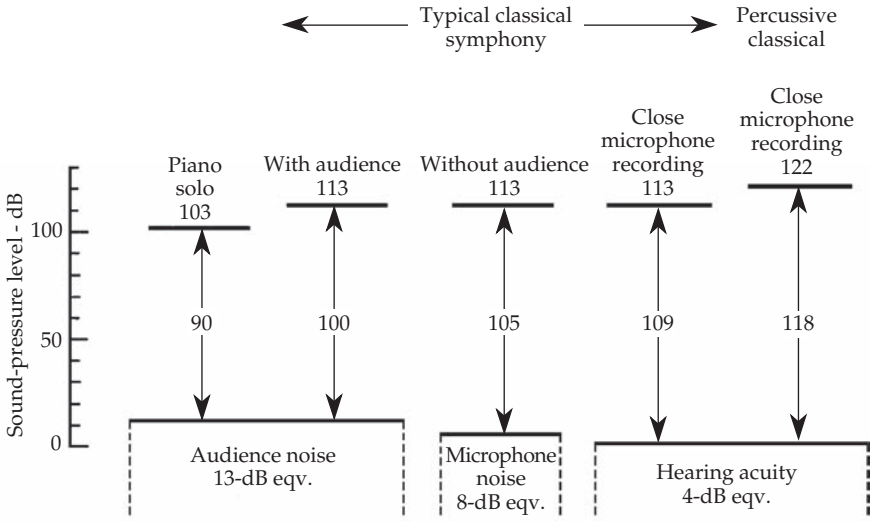 Typical classical
symphony
Percussive
classical
Piano
solo
103
With audience
113
Without audience
113
Close
microphone
recording
113
Close
microphone
recording
122
Sound-pressure level - dB
100
50
0
90
100
105
109
118
Audience noise
13-dB eqv.
Microphone
noise
8-dB eqv.
Hearing acuity
4-dB eqv.